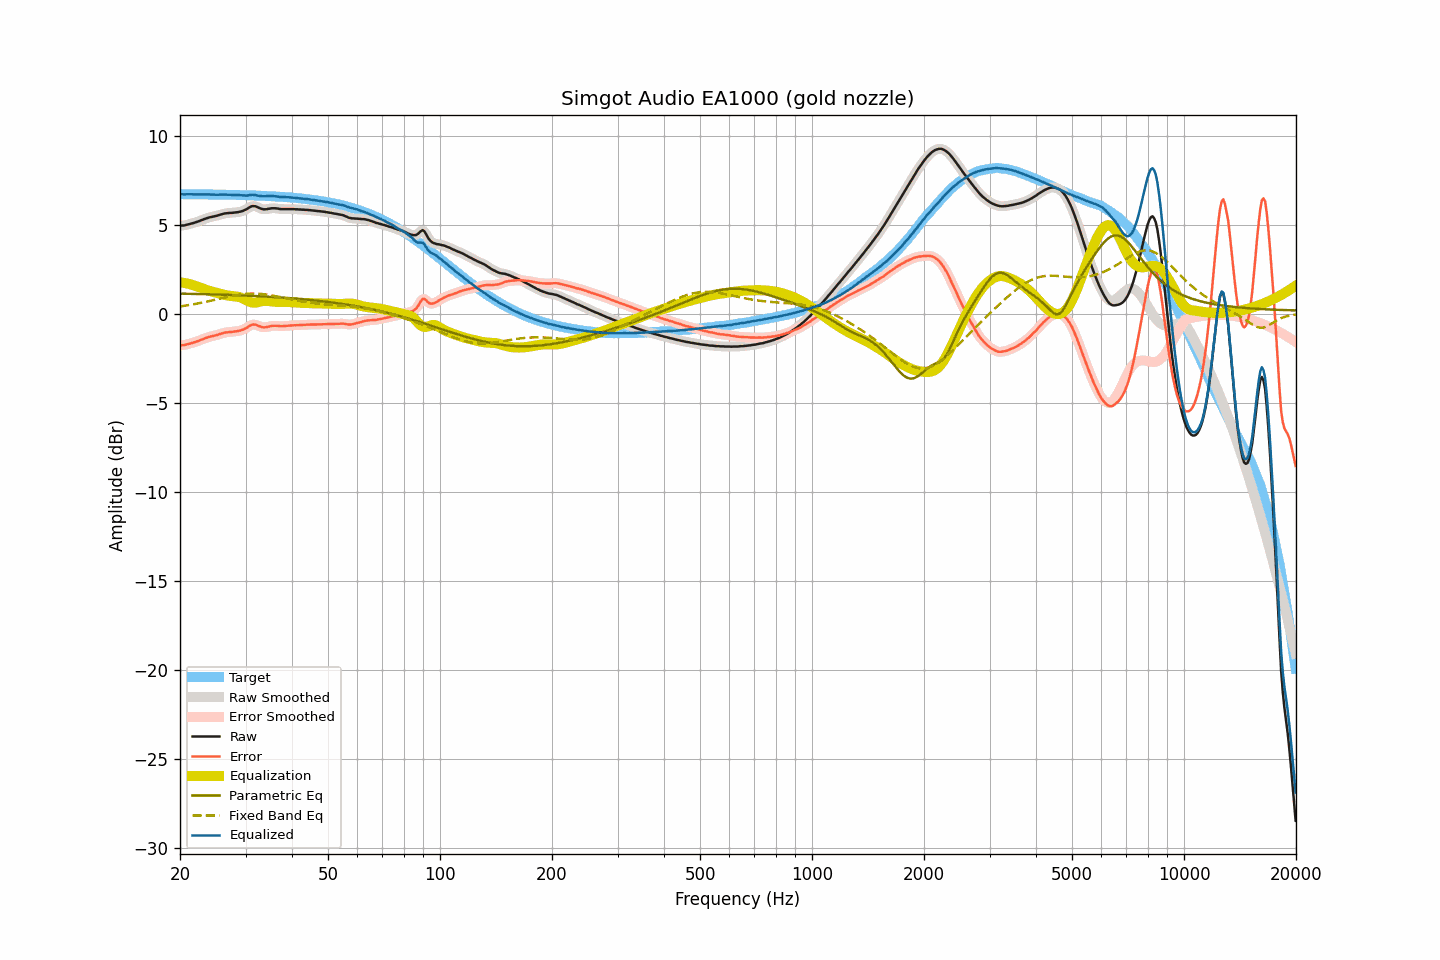 Simgot Audio EA1000 (gold nozzle)
10
5
0
−5
−10
−15
−20
−25
−30
Amplitude (dBr)
Target
Raw Smoothed
Error Smoothed
Raw
Error
Equalization
Parametric Eq
Fixed Band Eq
Equalized
20 50 100 200 500 1000 2000 5000 10000 20000
Frequency (Hz)